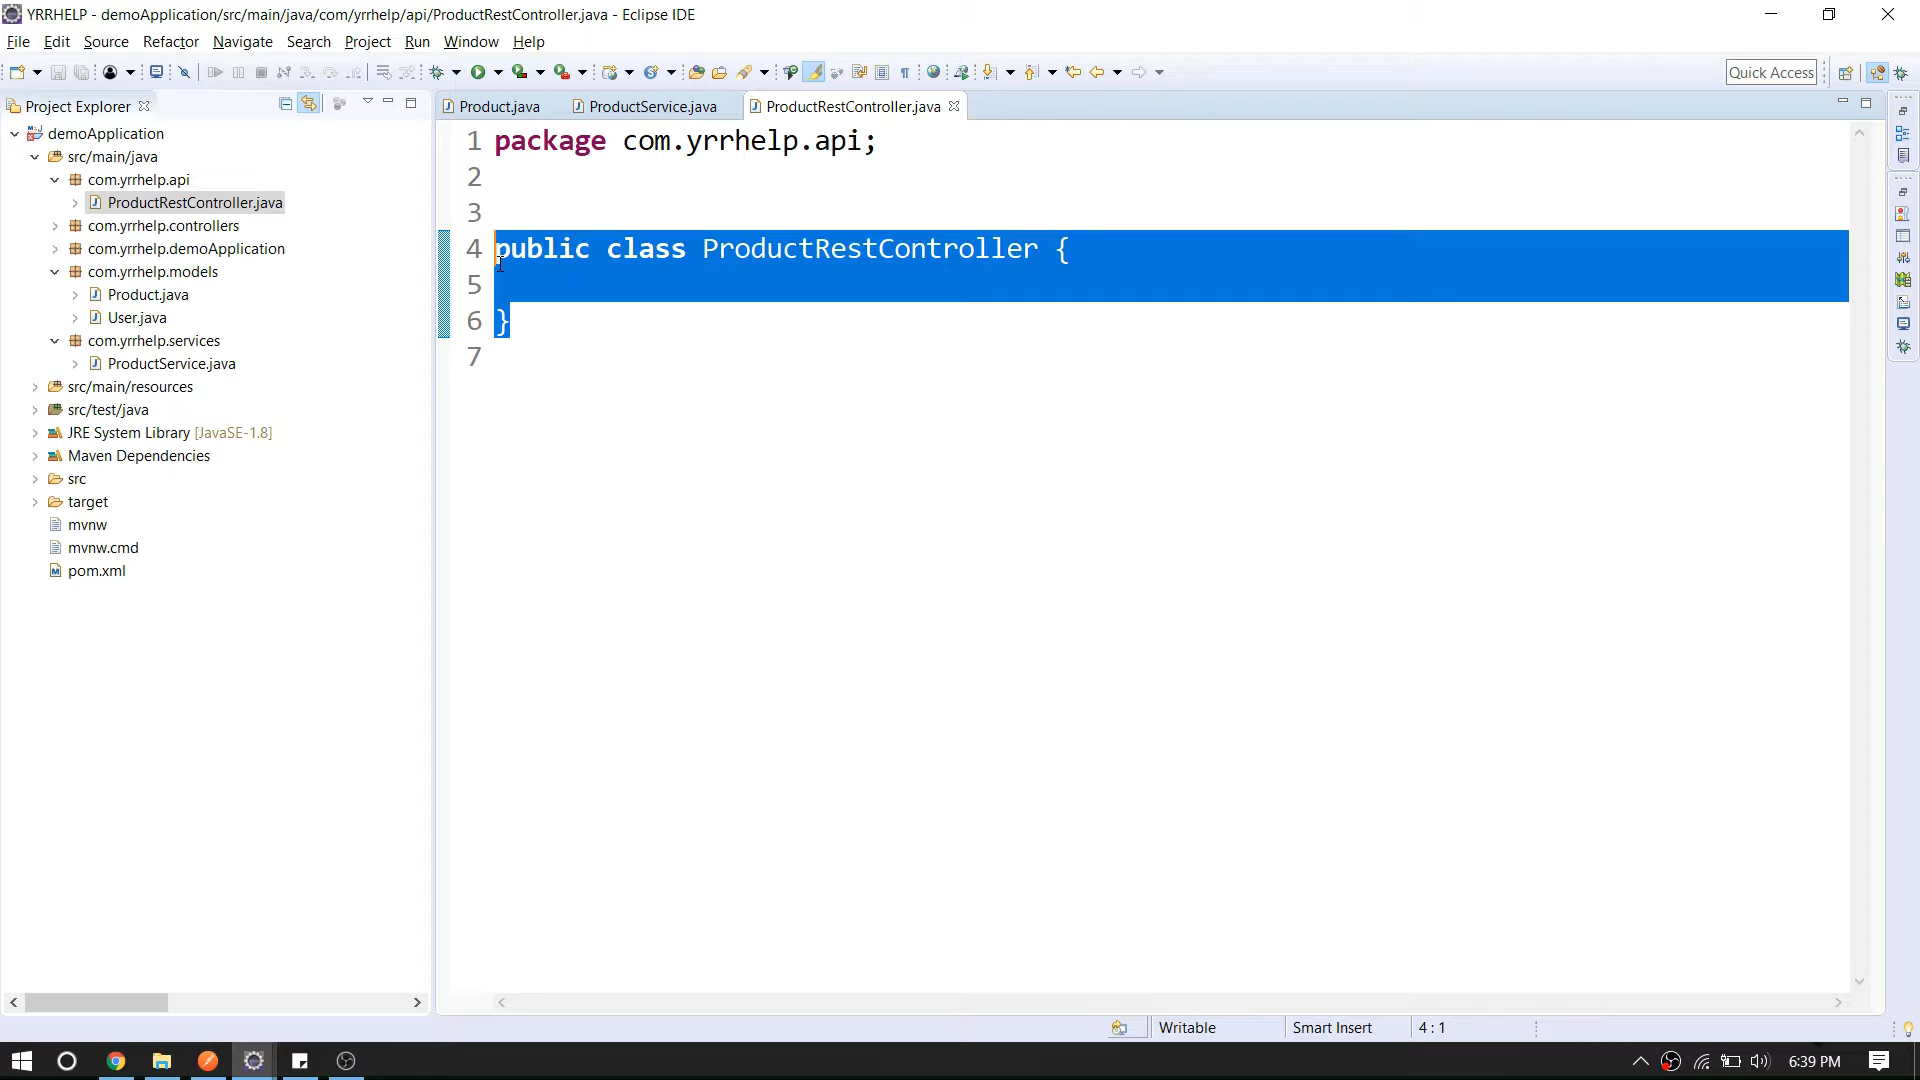 YRRHELP - demoApplication/src/main/java/com/yrrhelp/api/ProductRestController.java - Eclipse IDE
File Edit Source Refactor Navigate Search Project Run Window Help
Quick Access
Project Explorer
demoApplication
src/main/java
com.yrrhelp.api
ProductRestController.java
com.yrrhelp.controllers
com.yrrhelp.demoApplication
com.yrrhelp.models
Product.java
User.java
com.yrrhelp.services
ProductService.java
src/main/resources
src/test/java
JRE System Library [JavaSE-1.8]
Maven Dependencies
src
target
mvnw
mvnw.cmd
pom.xml
Product.java ProductService.java ProductRestController.java
1 package com.yrrhelp.api;
2
3
4 public class ProductRestController {
5
6 }
7
Writable Smart Insert 4 : 1
6:39 PM